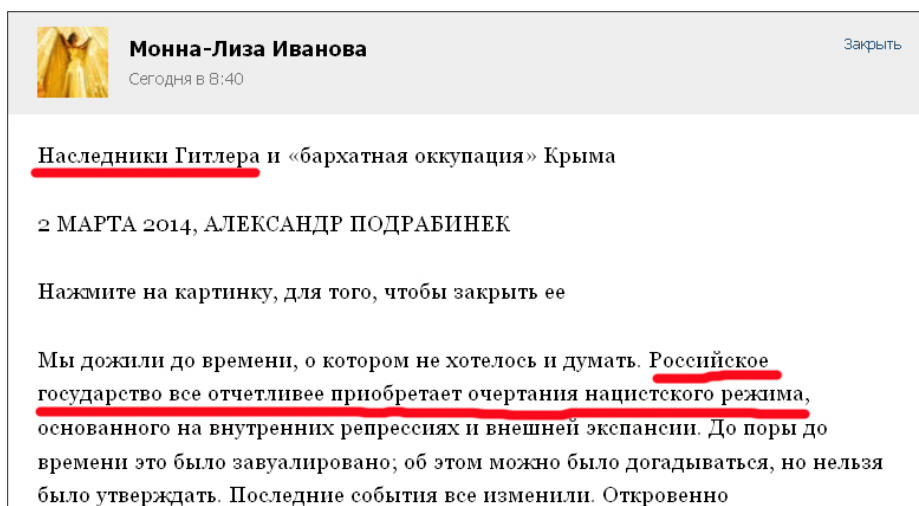 Монна-Лиза Иванова
Закрыть
Сегодня в 8:40
Наследники Гитлера и «бархатная оккупация» Крыма
2 МАРТА 2014, АЛЕКСАНДР ПОДРАБИНЕК
Нажмите на картинку, для того, чтобы закрыть ее
Мы дожили до времени, о котором не хотелось и думать. Российское
государство все отчетливее приобретает очертания нацистского режима,
основанного на внутренних репрессиях и внешней экспансии. До поры до
времени это было завуалировано; об этом можно было догадываться, но нельзя
было утверждать. Последние события все изменили. Откровенно